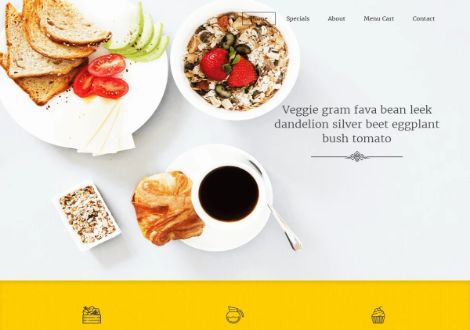 Home
Specials
About
Menu Cart
Contact
Veggie gram fava bean leek
dandelion silver beet eggplant
bush tomato